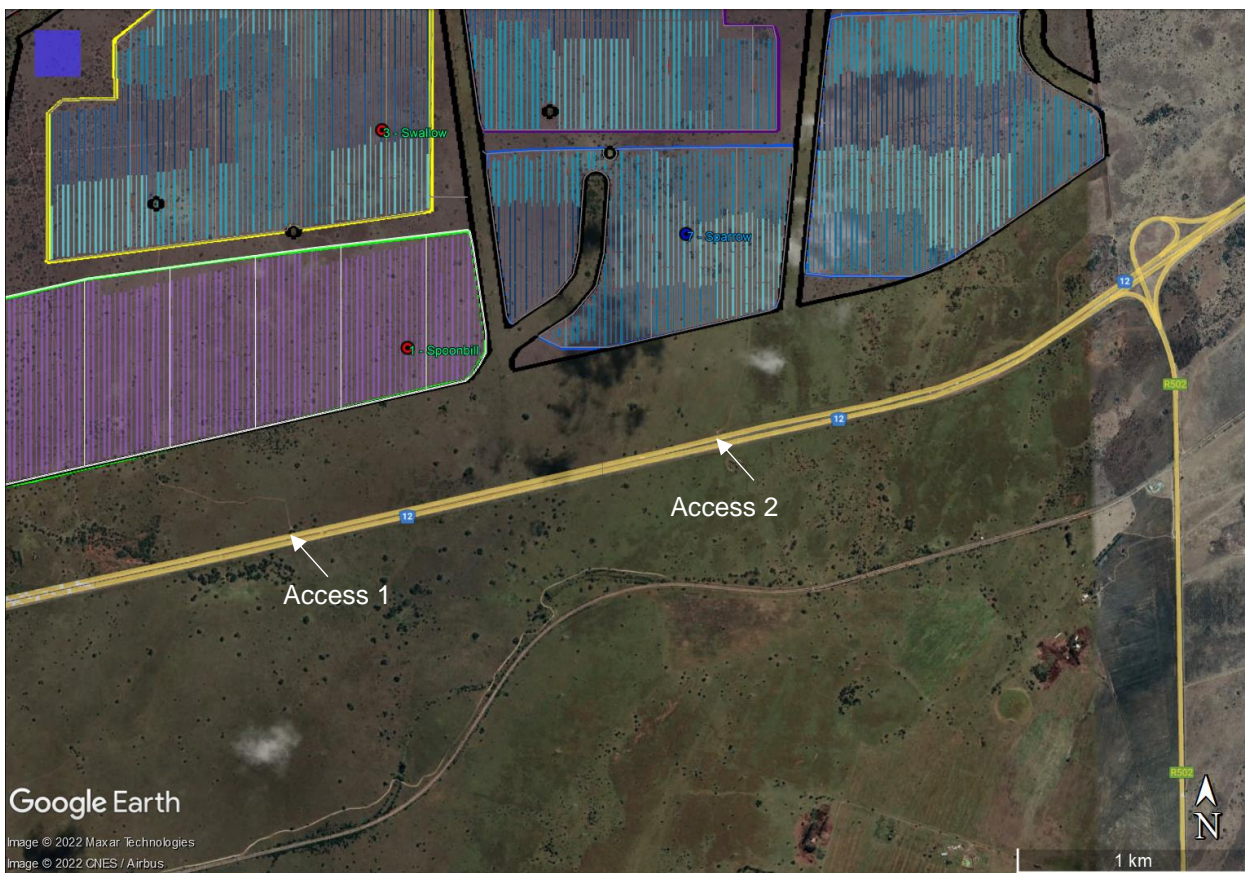 3 - Swallow
7 - Sparrow
12
1 - Spoonbill
R502
12
Access 2
12
Access 1
R502
Google Earth
N
Image © 2022 Maxar Technologies
Image © 2022 CNES / Airbus
1 km